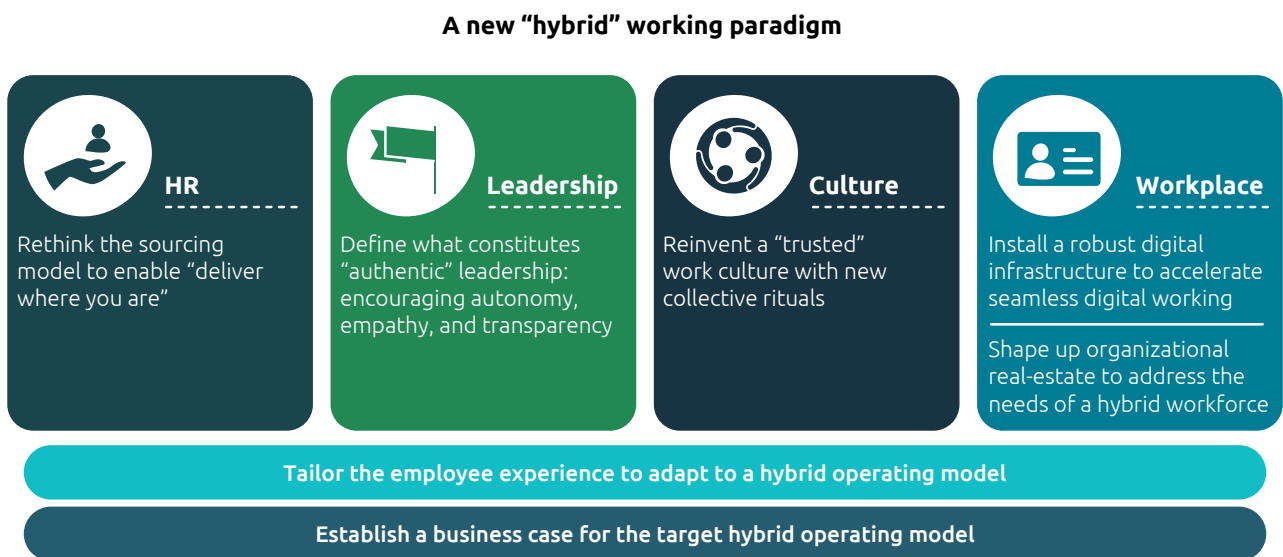 A new “hybrid” working paradigm
HR
Rethink the sourcing
model to enable “deliver
where you are”
Leadership
Define what constitutes
“authentic” leadership:
encouraging autonomy,
empathy, and transparency
Culture
Reinvent a “trusted”
work culture with new
collective rituals
Workplace
Install a robust digital
infrastructure to accelerate
seamless digital working
Shape up organizational
real-estate to address the
needs of a hybrid workforce
Tailor the employee experience to adapt to a hybrid operating model
Establish a business case for the target hybrid operating model